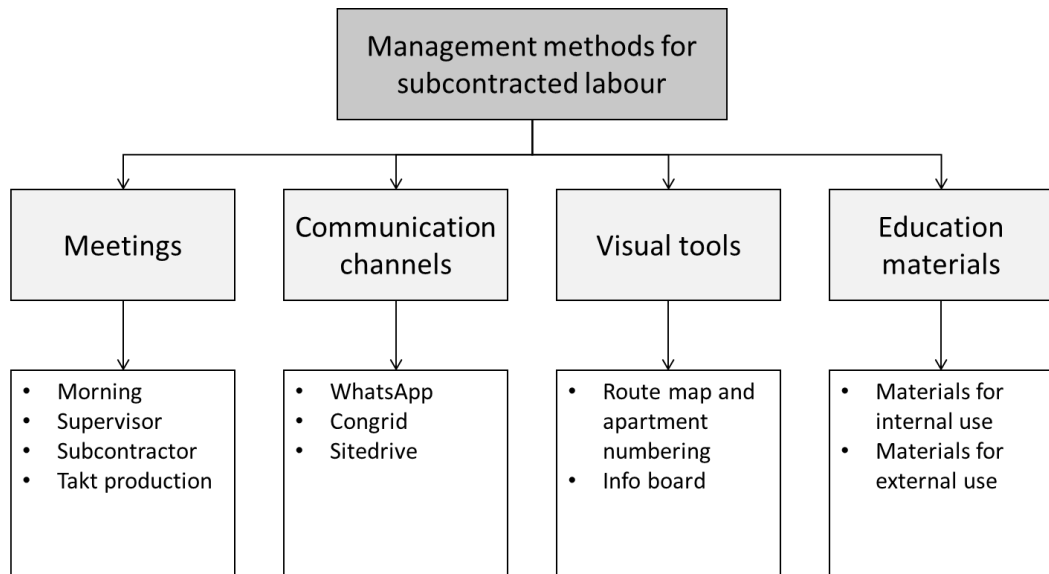 Management methods for
subcontracted labour
Meetings
Communication
channels
Visual tools
Education
materials
• Morning
• Supervisor
• Subcontractor
• Takt production
• WhatsApp
• Congrid
• Sitedrive
• Route map and
apartment
numbering
• Info board
• Materials for
internal use
• Materials for
external use